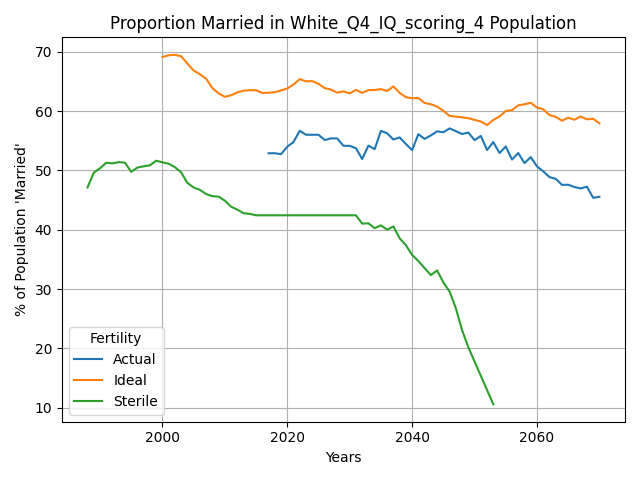 Proportion Married in White_Q4_IQ_scoring_4 Population
% of Population 'Married'
70
60
50
40
30
20
10
Fertility
Actual
Ideal
Sterile
2000
2020
2040
2060
Years